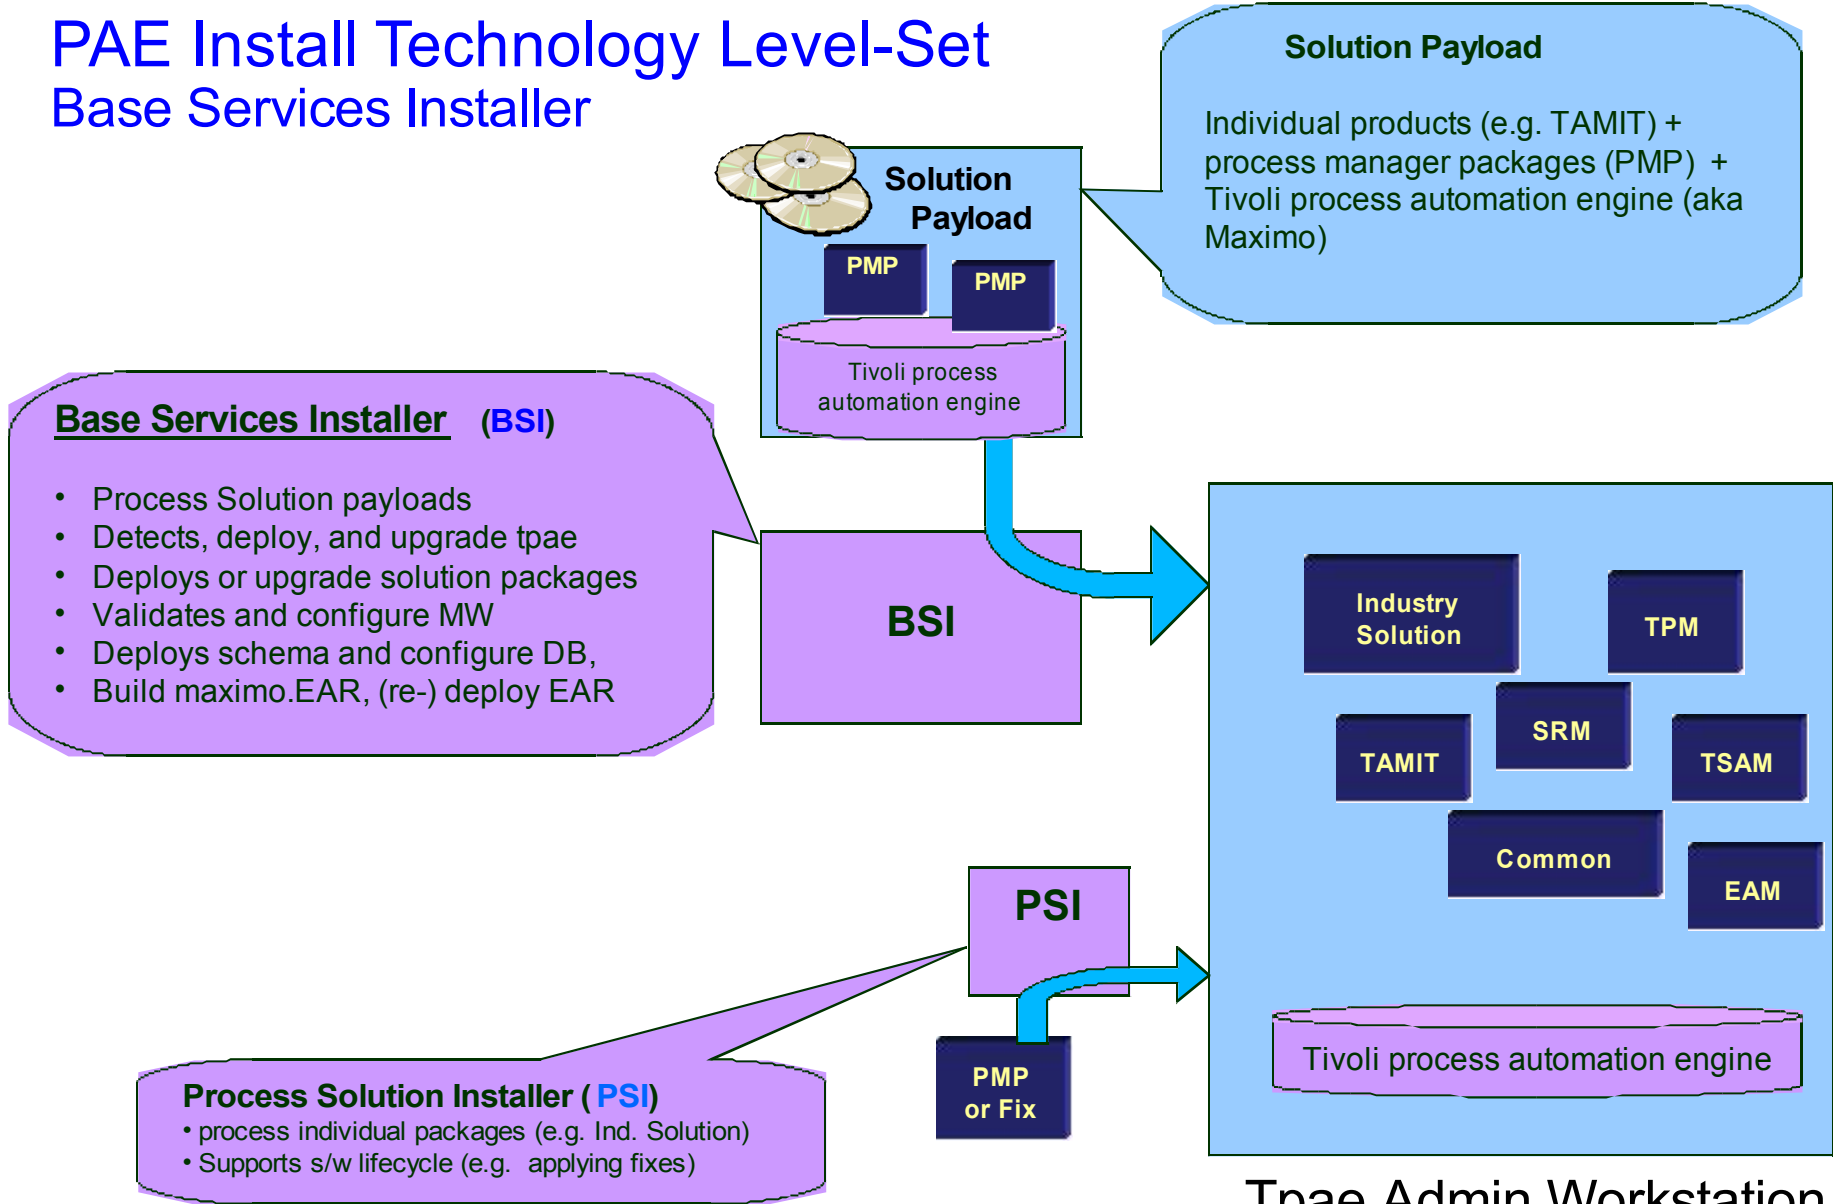 PAE Install Technology Level-Set
Base Services Installer
Solution Payload
Individual products (e.g. TAMIT) +
process manager packages (PMP) +
Tivoli process automation engine (aka
Maximo)
Solution
Payload
PMP
PMP
Tivoli process
automation engine
Base Services Installer (BSI)
• Process Solution payloads
• Detects, deploy, and upgrade tpae
• Deploys or upgrade solution packages
• Validates and configure MW
• Deploys schema and configure DB,
• Build maximo.EAR, (re-) deploy EAR
BSI
Industry
Solution
TPM
SRM
TAMIT
TSAM
Common
EAM
PSI
Tivoli process automation engine
PMP
or Fix
Process Solution Installer ( PSI)
• process individual packages (e.g. Ind. Solution)
• Supports s/w lifecycle (e.g. applying fixes)
Tpae Admin Workstation